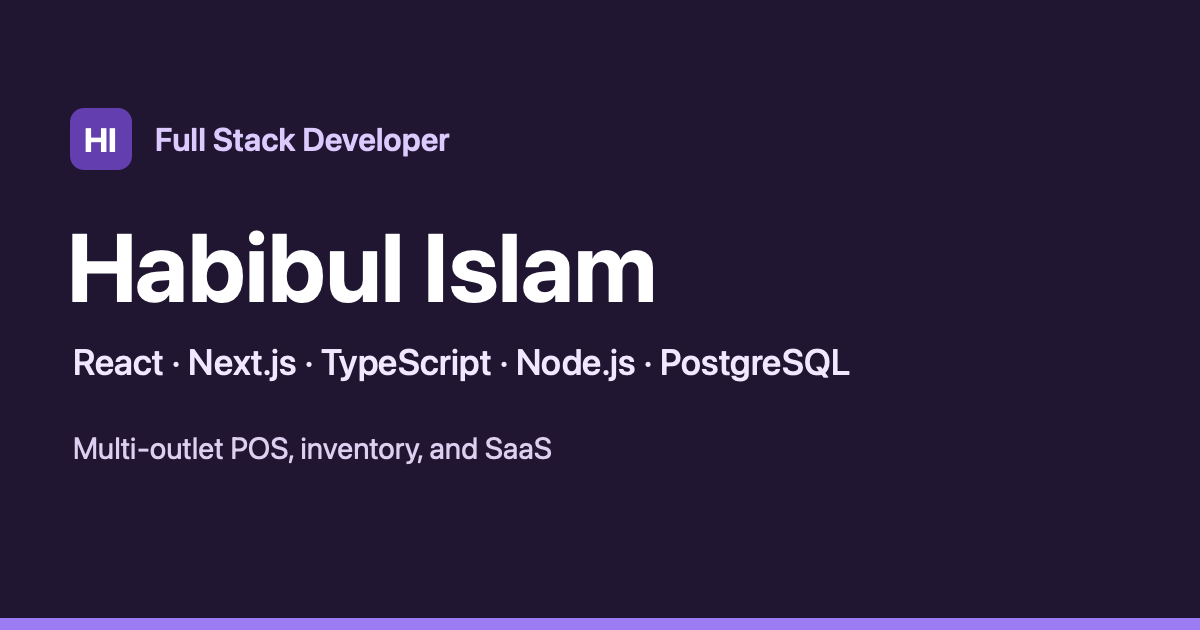 HI
Full Stack Developer
Habibul Islam
React · Next.js · TypeScript · Node.js · PostgreSQL
Multi-outlet POS, inventory, and SaaS